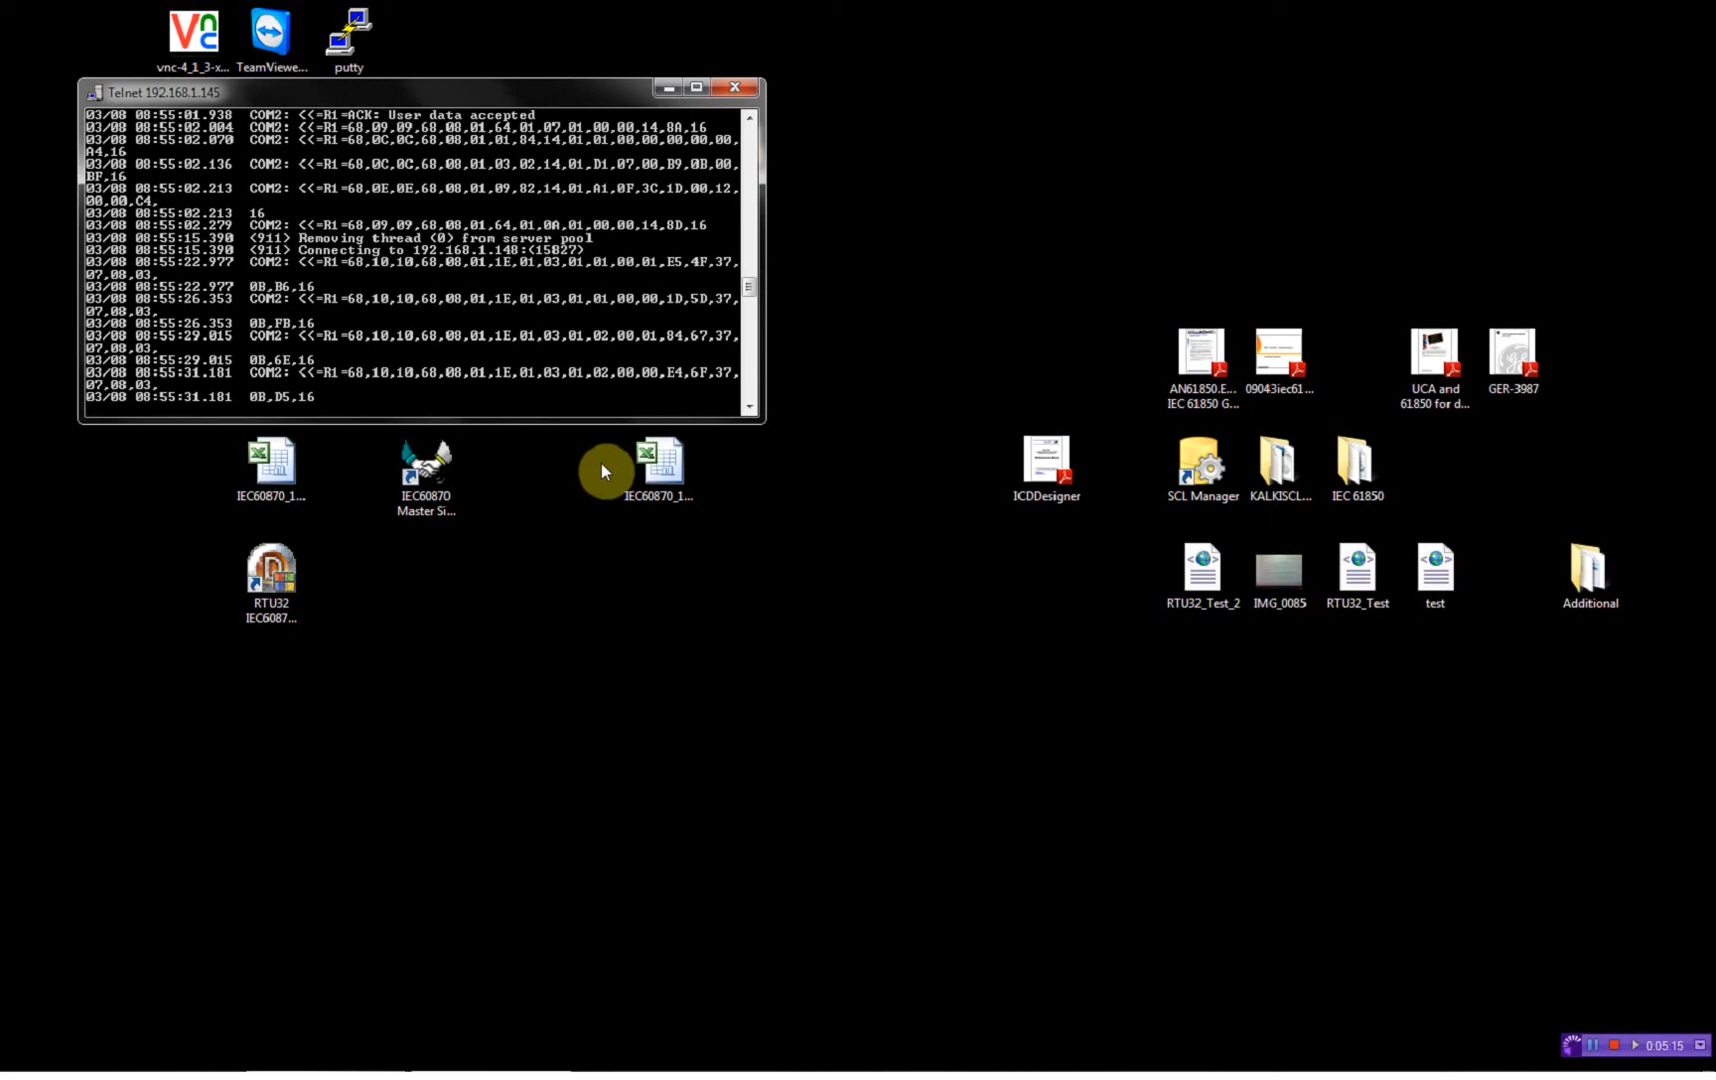 vnc-4_1_3-x...
TeamViewe...
putty
Telnet 192.168.1.145
03/08 08:55:01.938 COM2: <<=R1=ACK: User data accepted
03/08 08:55:02.004 COM2: <<=R1=68,09,09,68,08,01,64,01,07,01,00,00,14,8A,16
03/08 08:55:02.070 COM2: <<=R1=68,0C,0C,68,08,01,01,84,14,01,01,00,00,00,00,00,
A4,16
03/08 08:55:02.136 COM2: <<=R1=68,0C,0C,68,08,01,03,02,14,01,D1,07,00,B9,0B,00,
BF,16
03/08 08:55:02.213 COM2: <<=R1=68,0E,0E,68,08,01,09,82,14,01,A1,0F,3C,1D,00,12,
00,00,C4,
03/08 08:55:02.213 16
03/08 08:55:02.279 COM2: <<=R1=68,09,09,68,08,01,64,01,0A,01,00,00,14,8D,16
03/08 08:55:15.390 <911> Removing thread <0> from server pool
03/08 08:55:15.390 <911> Connecting to 192.168.1.148:<15827>
03/08 08:55:22.977 COM2: <<=R1=68,10,10,68,08,01,1E,01,03,01,01,00,01,E5,4F,37,
07,08,03,
03/08 08:55:22.977 0B,B6,16
03/08 08:55:26.353 COM2: <<=R1=68,10,10,68,08,01,1E,01,03,01,01,00,00,1D,5D,37,
07,08,03,
03/08 08:55:26.353 0B,FB,16
03/08 08:55:29.015 COM2: <<=R1=68,10,10,68,08,01,1E,01,03,01,02,00,01,84,67,37,
07,08,03,
03/08 08:55:29.015 0B,6E,16
03/08 08:55:31.181 COM2: <<=R1=68,10,10,68,08,01,1E,01,03,01,02,00,00,E4,6F,37,
07,08,03,
03/08 08:55:31.181 0B,D5,16
AN61850.E...
IEC 61850 G...
09043iec61...
UCA and
61850 for d...
GER-3987
IEC60870_1...
IEC60870
Master Si...
IEC60870_1...
ICDDesigner
SCL Manager
KALKISCL...
IEC 61850
RTU32
IEC6087...
RTU32_Test_2
IMG_0085
RTU32_Test
test
Additional
0:05:15